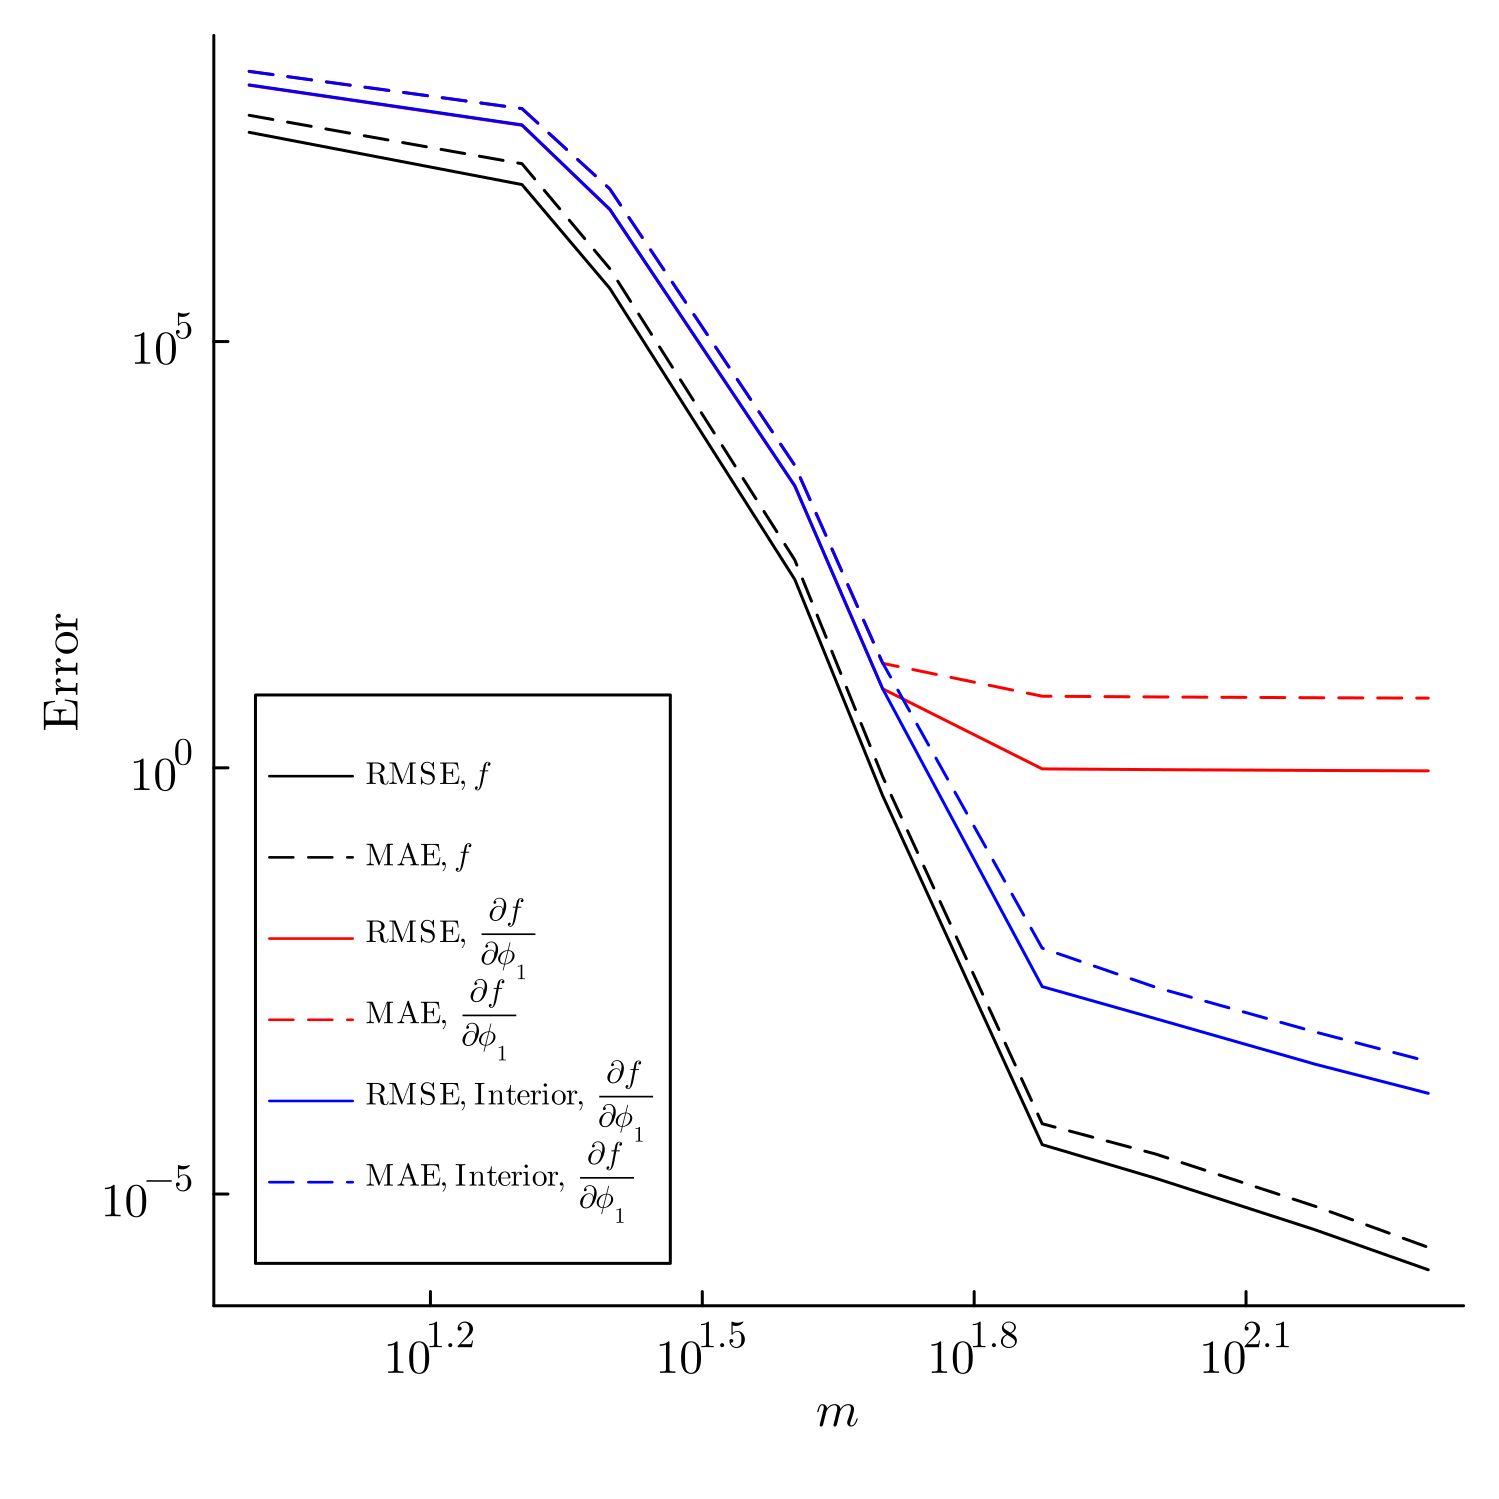 Error
10^5
10^0
10^{-5}
RMSE, f
MAE, f
RMSE, ∂f/∂ϕ_1
MAE, ∂f/∂ϕ_1
RMSE, Interior, ∂f/∂ϕ_1
MAE, Interior, ∂f/∂ϕ_1
10^{1.2} 10^{1.5} 10^{1.8} 10^{2.1}
m